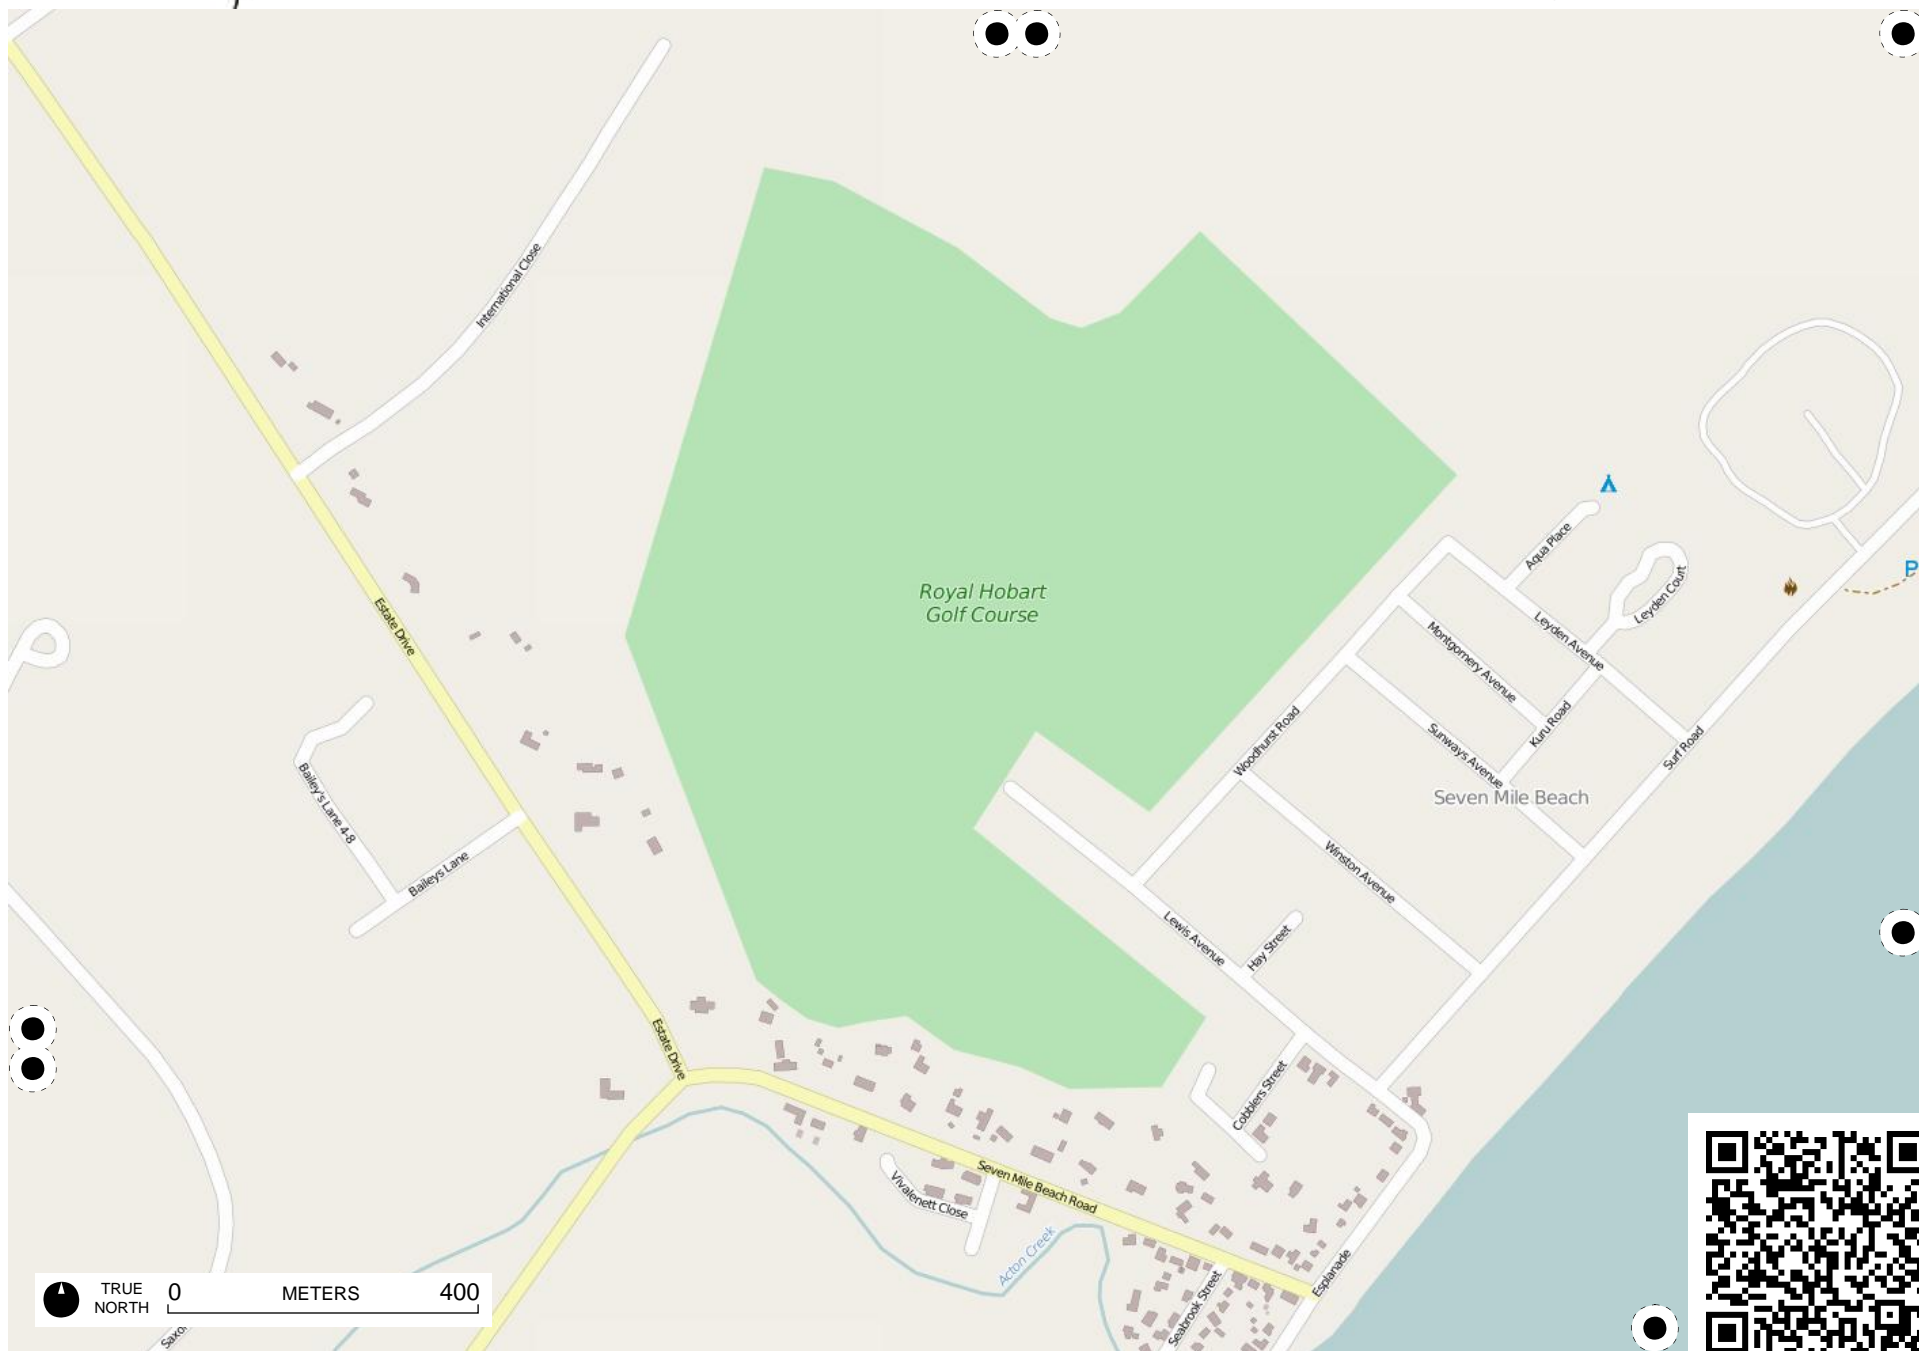 International Close
Estate Drive
Royal Hobart
Golf Course
Aqua Place
Leyden Court
Leyden Avenue
Montgomery Avenue
Kuru Road
Sunways Avenue
Woodhurst Road
Surf Road
Seven Mile Beach
P
Bailey's Lane 4-8
Baileys Lane
Winston Avenue
Lewis Avenue
Hay Street
Estate Drive
Cobblers Street
Seven Mile Beach Road
Vivalenett Close
Acton Creek
Esplanade
Seabrook Street
TRUE
NORTH
0 METERS 400